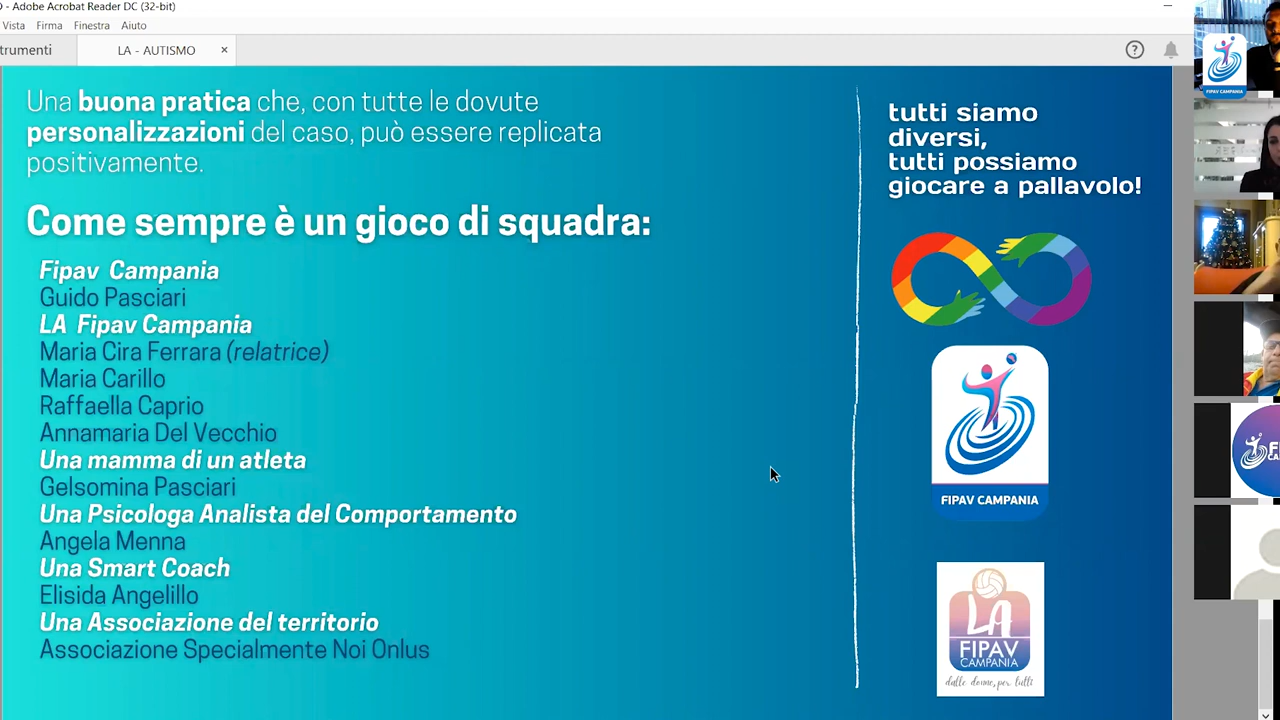 - Adobe Acrobat Reader DC (32-bit)
Vista Firma Finestra Aiuto
trumenti
LA - AUTISMO ×
Una buona pratica che, con tutte le dovute
personalizzazioni del caso, può essere replicata
positivamente.
Come sempre è un gioco di squadra:
Fipav Campania
Guido Pasciari
LA Fipav Campania
Maria Cira Ferrara (relatrice)
Maria Carillo
Raffaella Caprio
Annamaria Del Vecchio
Una mamma di un atleta
Gelsomina Pasciari
Una Psicologa Analista del Comportamento
Angela Menna
Una Smart Coach
Elisida Angelillo
Una Associazione del territorio
Associazione Specialmente Noi Onlus
tutti siamo
diversi,
tutti possiamo
giocare a pallavolo!
FIPAV CAMPANIA
LA
FIPAV
CAMPANIA
dalle donne, per tutti
FIPAV CAMPANIA